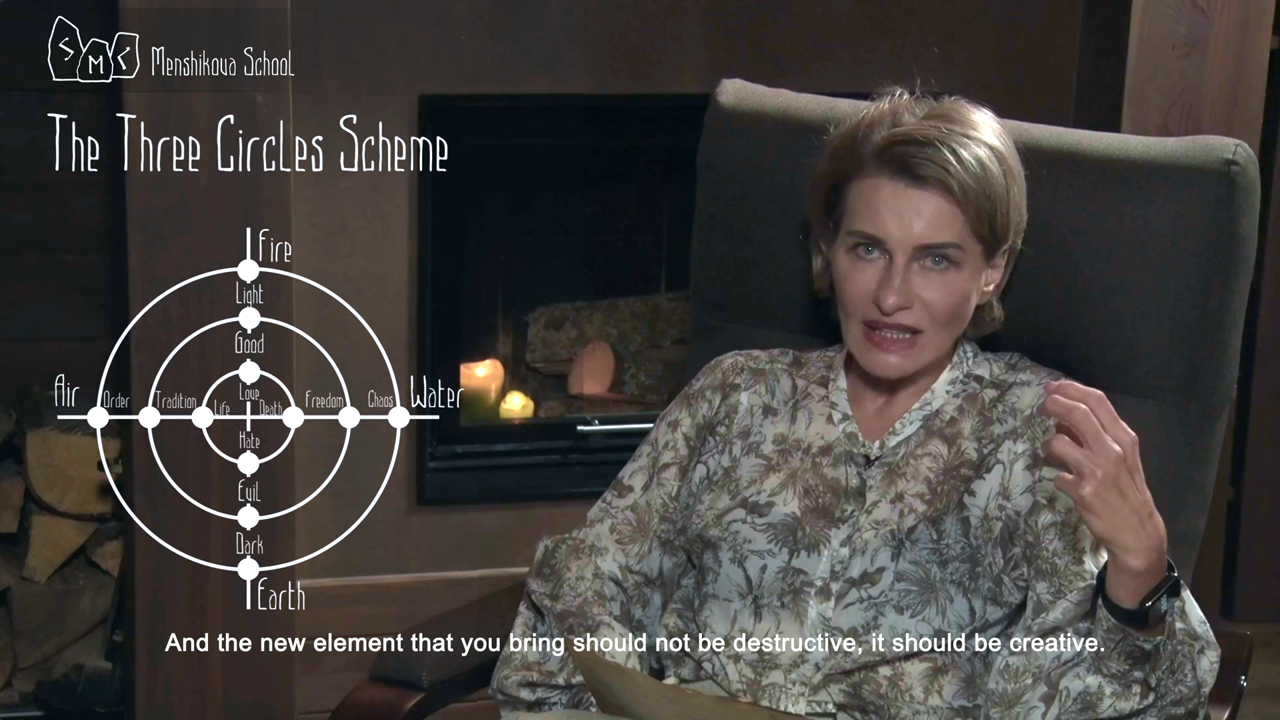 SMS
Menshikova School
The Three Circles Scheme
Fire
Light
Good
Air Order Tradition Life Love Death Freedom Chaos Water
Hate
Evil
Dark
Earth
And the new element that you bring should not be destructive, it should be creative.